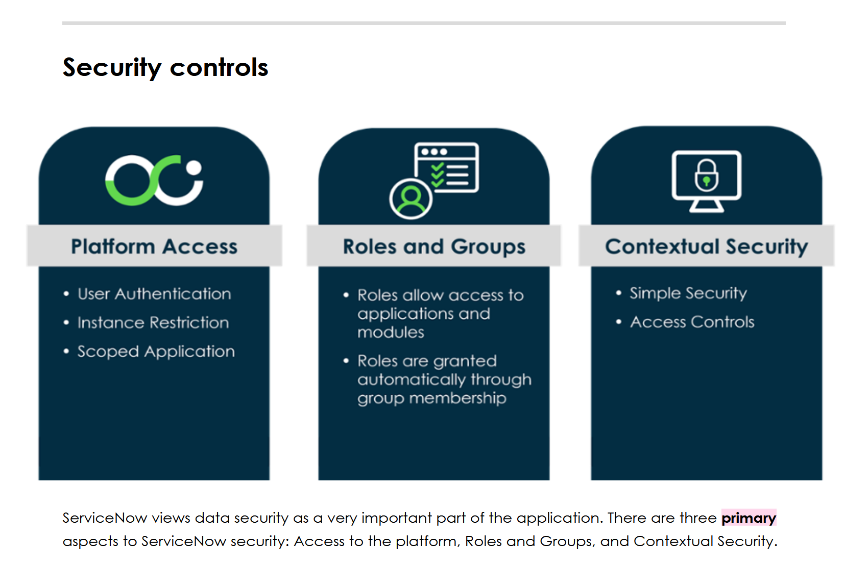 Security controls
Platform Access
• User Authentication
• Instance Restriction
• Scoped Application
Roles and Groups
• Roles allow access to
applications and
modules
• Roles are granted
automatically through
group membership
Contextual Security
• Simple Security
• Access Controls
ServiceNow views data security as a very important part of the application. There are three primary
aspects to ServiceNow security: Access to the platform, Roles and Groups, and Contextual Security.